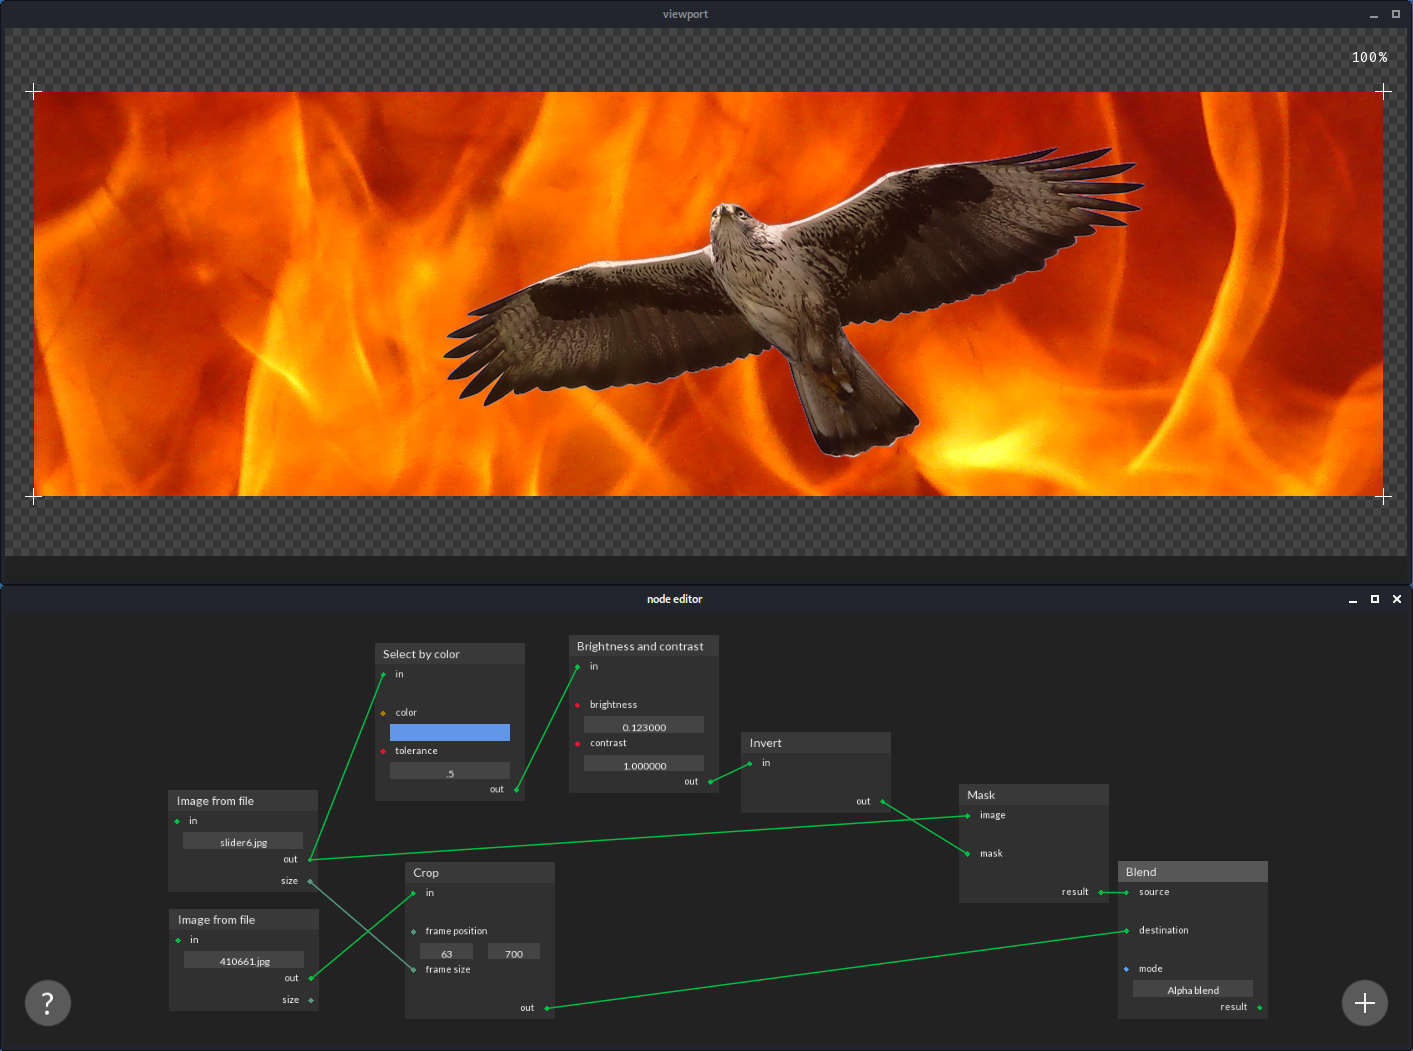 viewport
100%
node editor
Select by color
in
color
tolerance
.5
out
Brightness and contrast
in
brightness
0.123000
contrast
1.000000
out
Invert
in
out
Image from file
in
slider6.jpg
out
size
Mask
image
mask
result
Crop
in
frame position
63 700
frame size
out
Blend
source
destination
mode
Alpha blend
result
Image from file
in
410661.jpg
out
size
?